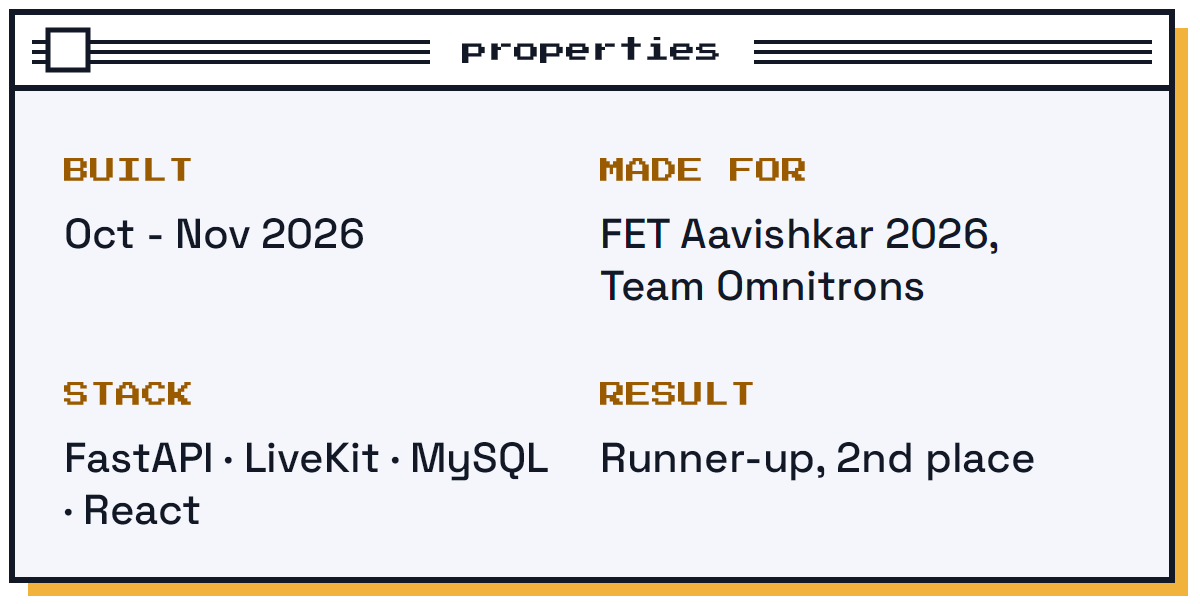 properties
BUILT
Oct - Nov 2026
MADE FOR
FET Aavishkar 2026,
Team Omnitrons
STACK
FastAPI · LiveKit · MySQL
· React
RESULT
Runner-up, 2nd place